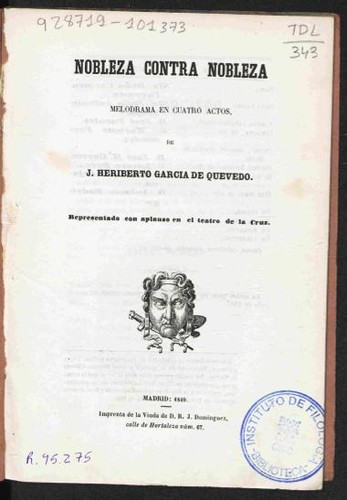 928719-101373
TDL
343
NOBLEZA CONTRA NOBLEZA
MELODRAMA EN CUATRO ACTOS,
DE
J. HERIBERTO GARCIA DE QUEVEDO.
Representado con aplauso en el teatro de la Cruz.
MADRID: 1849.
Imprenta de la Viuda de D. R. J. Dominguez,
calle de Hortaleza núm. 67.
R. 95.275
INSTITUTO DE FILOLOGIA
BIBLIOTECA